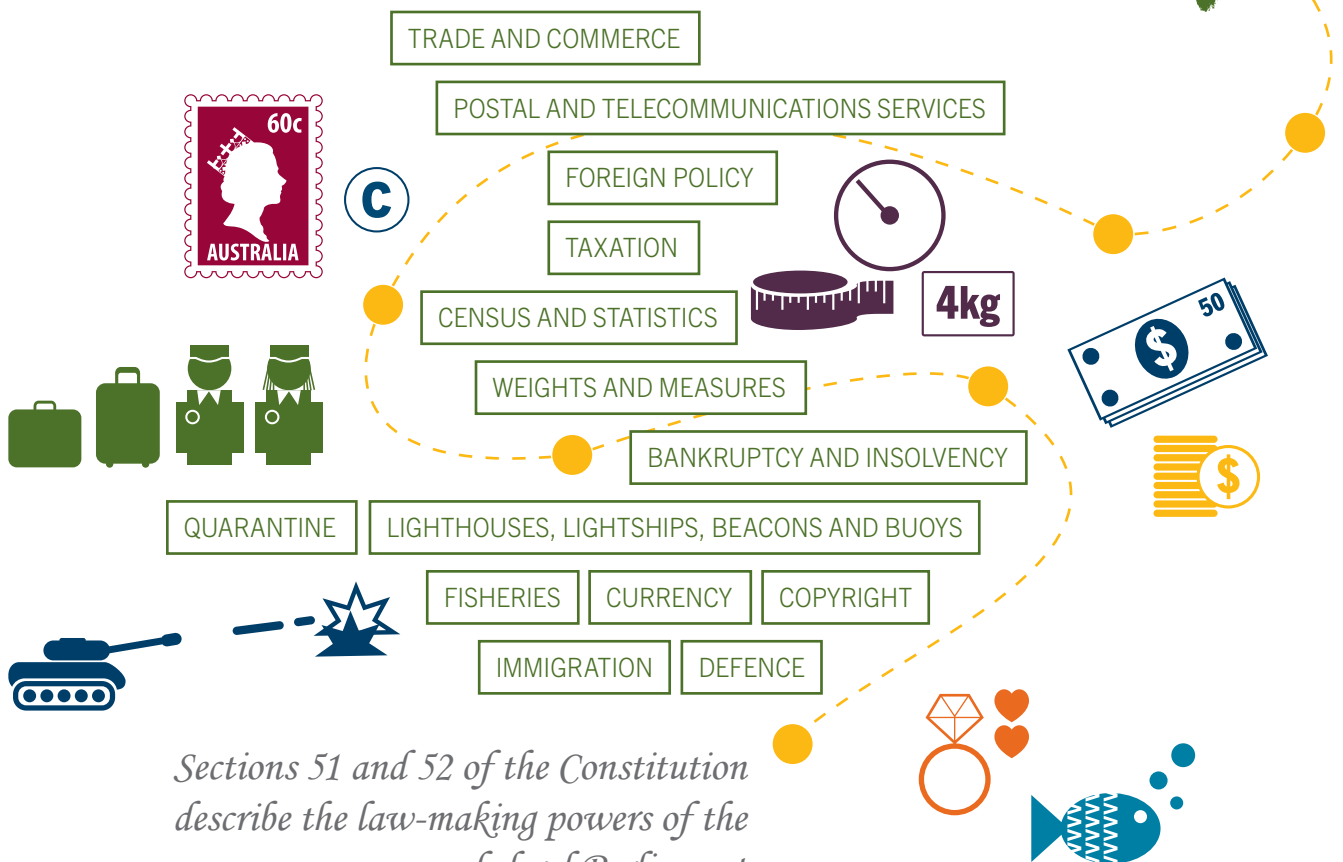 TRADE AND COMMERCE
POSTAL AND TELECOMMUNICATIONS SERVICES
60c
AUSTRALIA
C
FOREIGN POLICY
TAXATION
CENSUS AND STATISTICS
4kg
50
$
WEIGHTS AND MEASURES
BANKRUPTCY AND INSOLVENCY
$
QUARANTINE
LIGHTHOUSES, LIGHTSHIPS, BEACONS AND BUOYS
FISHERIES
CURRENCY
COPYRIGHT
IMMIGRATION
DEFENCE
Sections 51 and 52 of the Constitution
describe the law-making powers of the